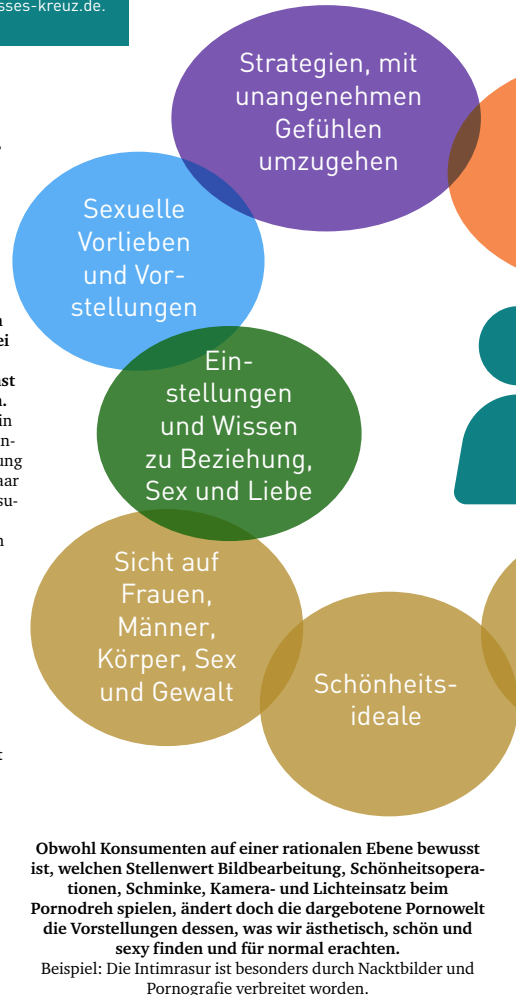 sses-kreuz.de.
Strategien, mit
unangenehmen
Gefühlen
umzugehen
Sexuelle
Vorlieben
und Vor-
stellungen
Ein-
stellungen
und Wissen
zu Beziehung,
Sex und Liebe
Sicht auf
Frauen,
Männer,
Körper, Sex
und Gewalt
Schönheits-
ideale
Obwohl Konsumenten auf einer rationalen Ebene bewusst
ist, welchen Stellenwert Bildbearbeitung, Schönheitsopera-
tionen, Schminke, Kamera- und Lichteinsatz beim
Pornodreh spielen, ändert doch die dargebotene Pornowelt
die Vorstellungen dessen, was wir ästhetisch, schön und
sexy finden und für normal erachten.
Beispiel: Die Intimrasur ist besonders durch Nacktbilder und
Pornografie verbreitet worden.